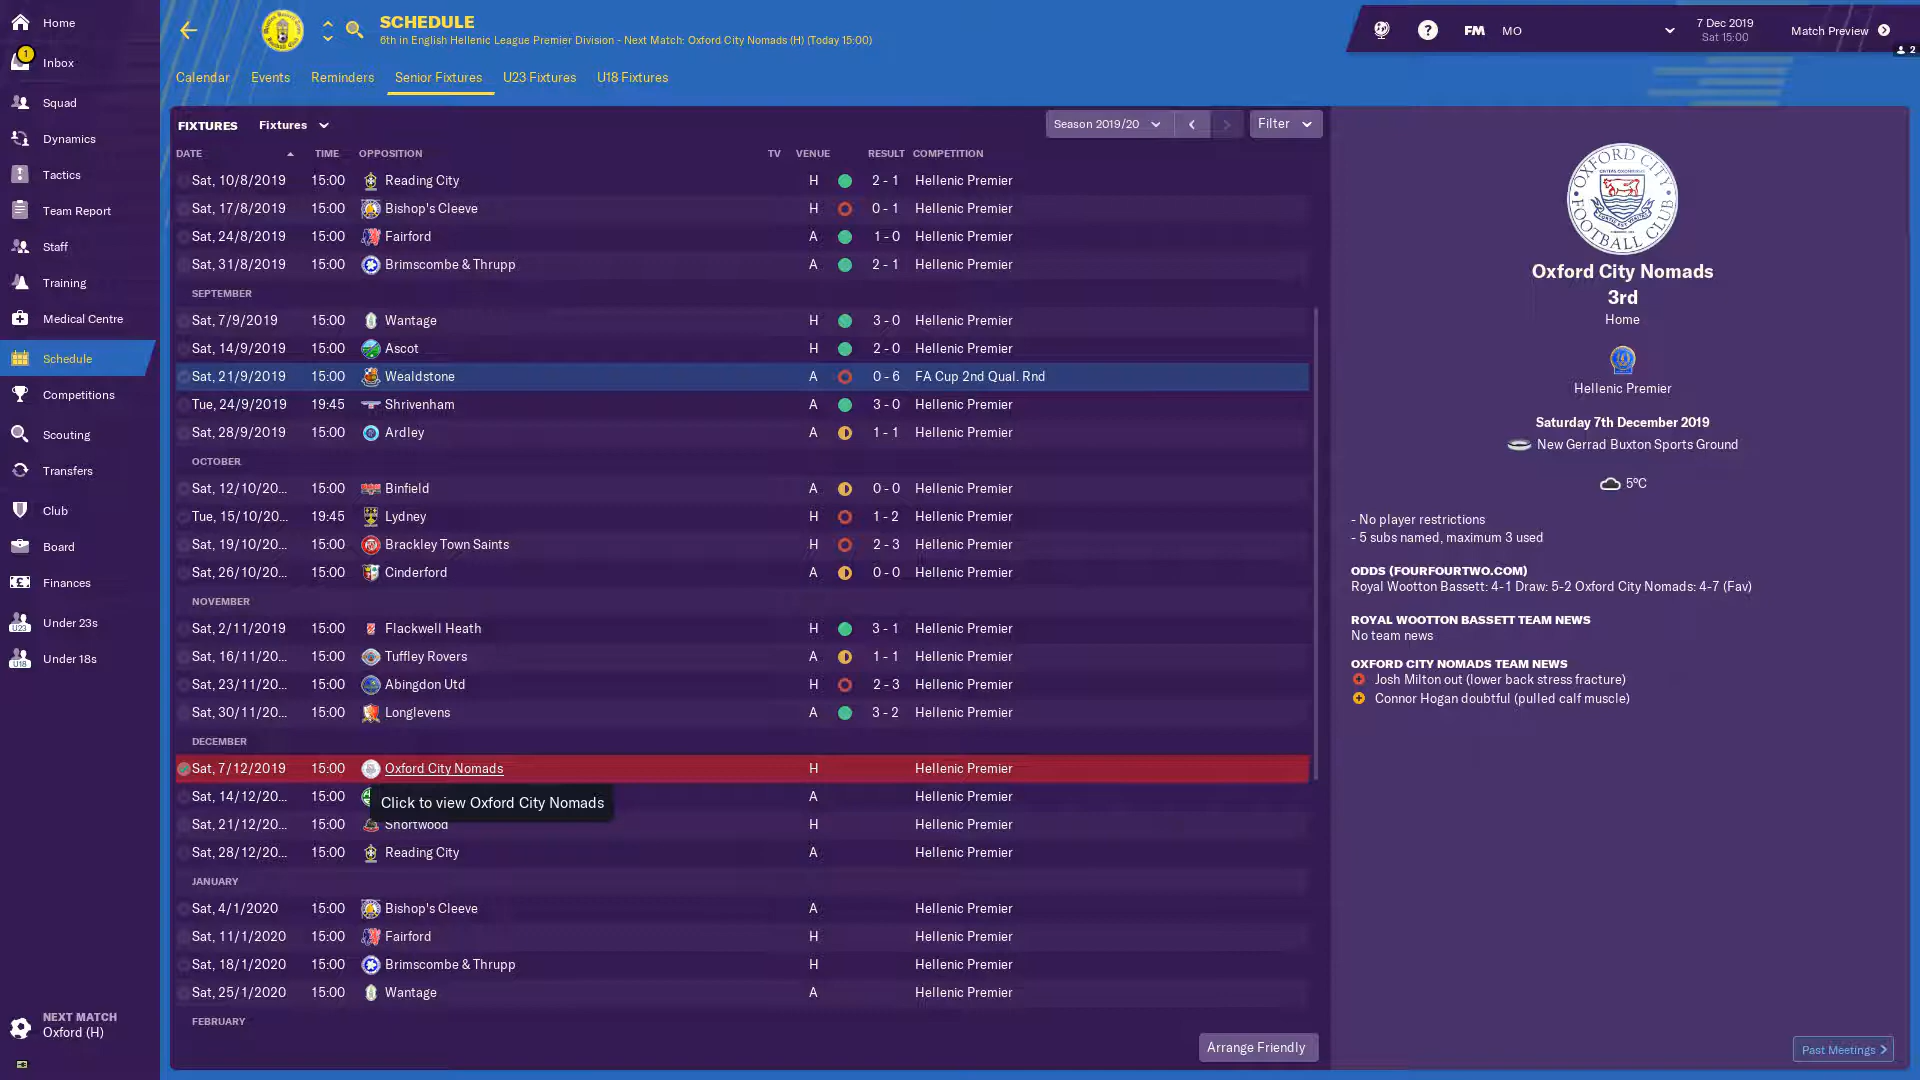 Home
1
Inbox
Squad
Dynamics
Tactics
Team Report
Staff
Training
Medical Centre
Schedule
Competitions
Scouting
Transfers
Club
Board
Finances
U23
Under 23s
U18
Under 18s
NEXT MATCH
Oxford (H)
SCHEDULE
6th in English Hellenic League Premier Division - Next Match: Oxford City Nomads (H) (Today 15:00)
? FM MO
7 Dec 2019
Sat 15:00
Match Preview
2
Calendar Events Reminders Senior Fixtures U23 Fixtures U18 Fixtures
FIXTURES Fixtures Season 2019/20 Filter
DATE TIME OPPOSITION TV VENUE RESULT COMPETITION
Sat, 10/8/2019 15:00 Reading City H 2 - 1 Hellenic Premier
Sat, 17/8/2019 15:00 Bishop's Cleeve H 0 - 1 Hellenic Premier
Sat, 24/8/2019 15:00 Fairford A 1 - 0 Hellenic Premier
Sat, 31/8/2019 15:00 Brimscombe & Thrupp A 2 - 1 Hellenic Premier
SEPTEMBER
Sat, 7/9/2019 15:00 Wantage H 3 - 0 Hellenic Premier
Sat, 14/9/2019 15:00 Ascot H 2 - 0 Hellenic Premier
Sat, 21/9/2019 15:00 Wealdstone A 0 - 6 FA Cup 2nd Qual. Rnd
Tue, 24/9/2019 19:45 Shrivenham A 3 - 0 Hellenic Premier
Sat, 28/9/2019 15:00 Ardley A 1 - 1 Hellenic Premier
OCTOBER
Sat, 12/10/20... 15:00 Binfield A 0 - 0 Hellenic Premier
Tue, 15/10/20... 19:45 Lydney H 1 - 2 Hellenic Premier
Sat, 19/10/20... 15:00 Brackley Town Saints H 2 - 3 Hellenic Premier
Sat, 26/10/20... 15:00 Cinderford A 0 - 0 Hellenic Premier
NOVEMBER
Sat, 2/11/2019 15:00 Flackwell Heath H 3 - 1 Hellenic Premier
Sat, 16/11/20... 15:00 Tuffley Rovers A 1 - 1 Hellenic Premier
Sat, 23/11/20... 15:00 Abingdon Utd H 2 - 3 Hellenic Premier
Sat, 30/11/20... 15:00 Longlevens A 3 - 2 Hellenic Premier
DECEMBER
Sat, 7/12/2019 15:00 Oxford City Nomads H Hellenic Premier
Sat, 14/12/20... 15:00 A Hellenic Premier
Click to view Oxford City Nomads
Sat, 21/12/20... 15:00 Shortwood H Hellenic Premier
Sat, 28/12/20... 15:00 Reading City A Hellenic Premier
JANUARY
Sat, 4/1/2020 15:00 Bishop's Cleeve A Hellenic Premier
Sat, 11/1/2020 15:00 Fairford H Hellenic Premier
Sat, 18/1/2020 15:00 Brimscombe & Thrupp H Hellenic Premier
Sat, 25/1/2020 15:00 Wantage A Hellenic Premier
FEBRUARY
Arrange Friendly
OXFORD CITY
FOOTBALL CLUB
Oxford City Nomads
3rd
Home
Hellenic Premier
Saturday 7th December 2019
New Gerrad Buxton Sports Ground
5°C
- No player restrictions
- 5 subs named, maximum 3 used
ODDS (FOURFOURTWO.COM)
Royal Wootton Bassett: 4-1 Draw: 5-2 Oxford City Nomads: 4-7 (Fav)
ROYAL WOOTTON BASSETT TEAM NEWS
No team news
OXFORD CITY NOMADS TEAM NEWS
Josh Milton out (lower back stress fracture)
Connor Hogan doubtful (pulled calf muscle)
Past Meetings